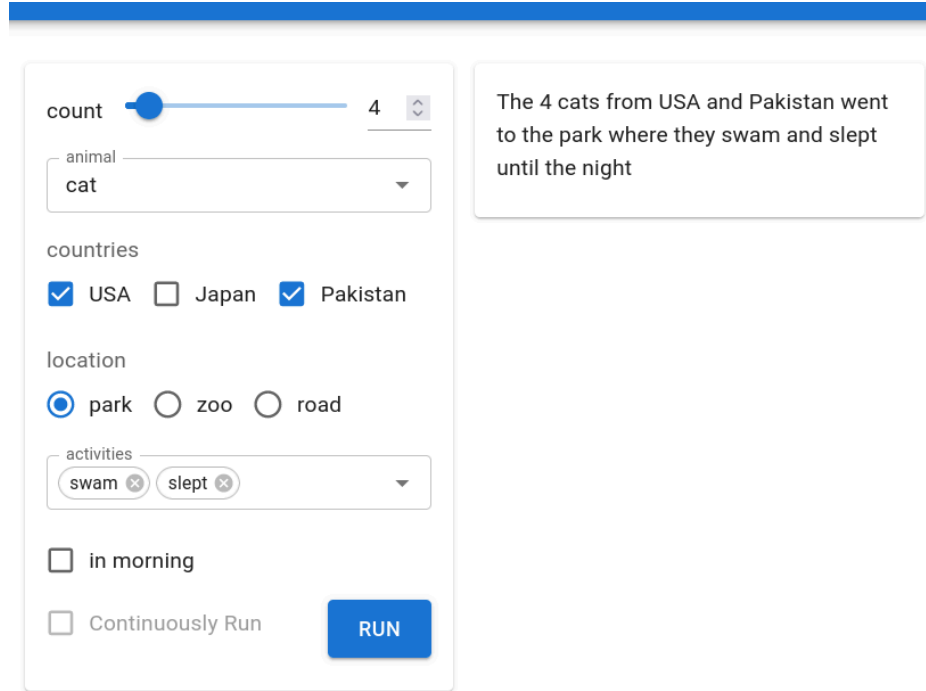 count 4
animal
cat
countries
USA Japan Pakistan
location
park zoo road
activities
swam slept
in morning
Continuously Run RUN
The 4 cats from USA and Pakistan went
to the park where they swam and slept
until the night